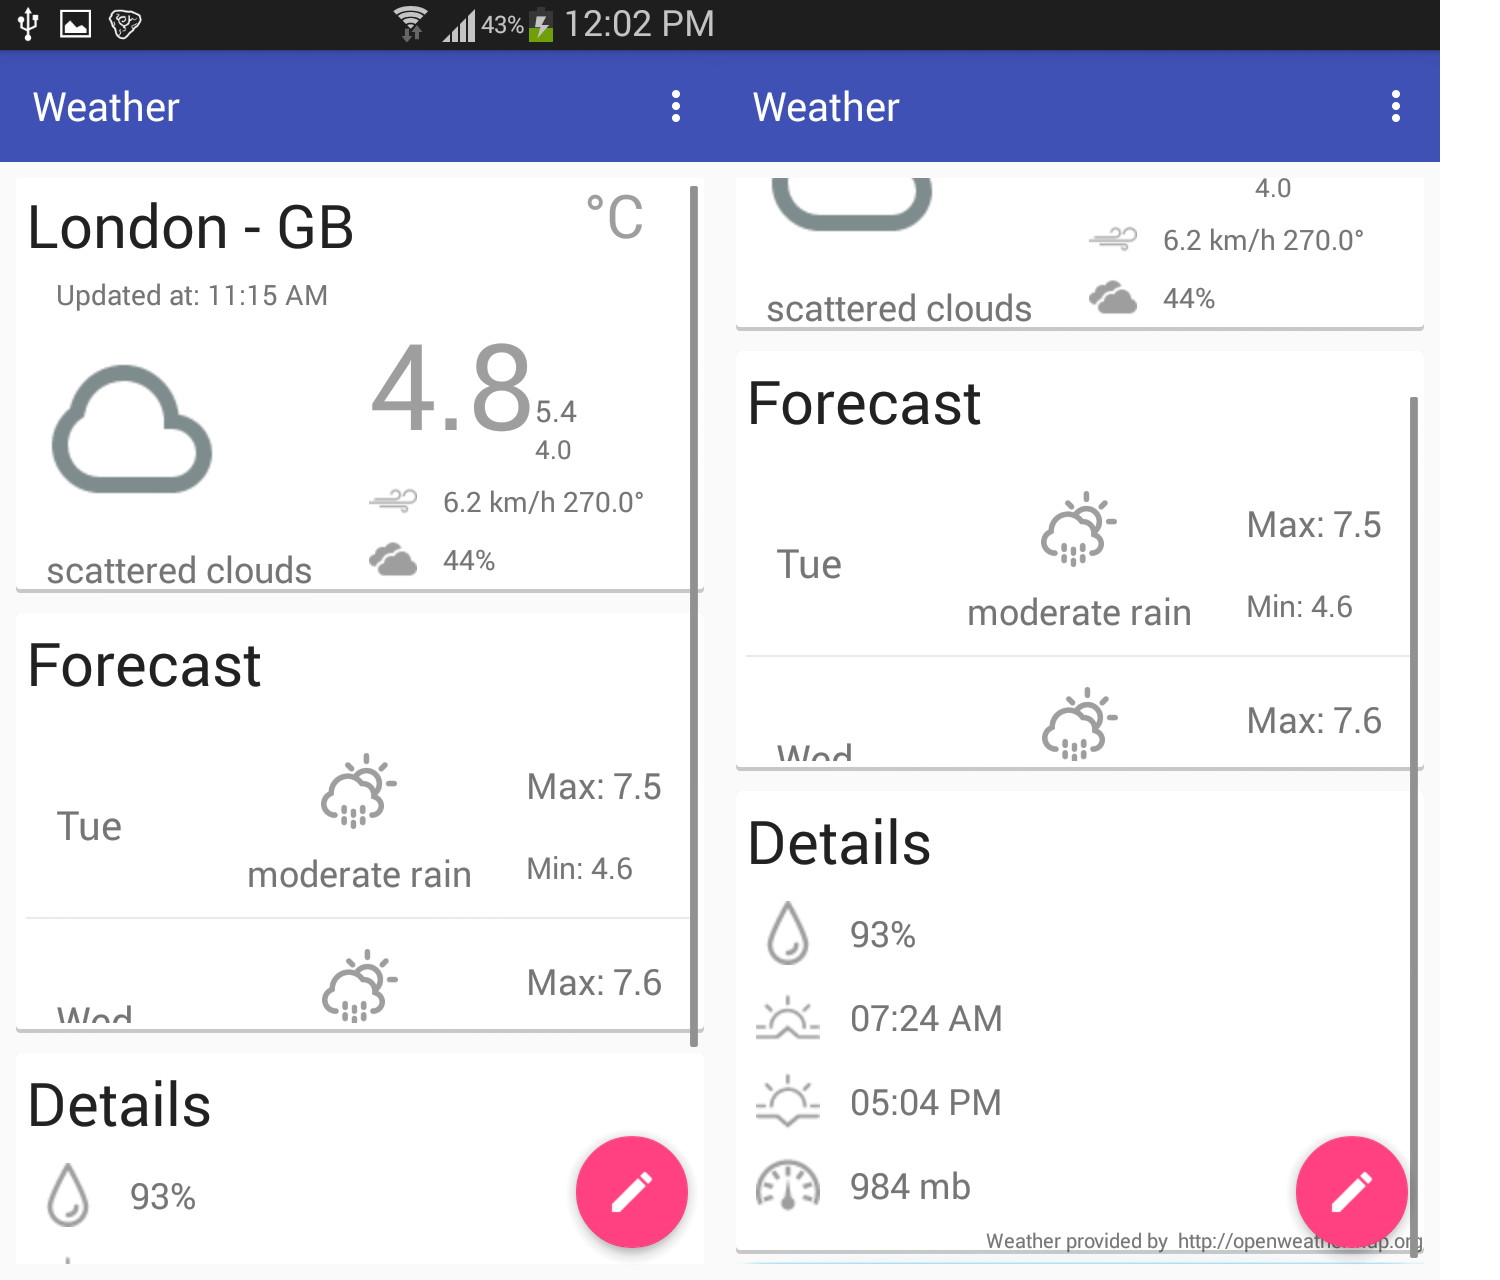 43% 12:02 PM
Weather
London - GB
°C
Updated at: 11:15 AM
4.8
5.4
4.0
6.2 km/h 270.0°
44%
scattered clouds
Forecast
Tue
moderate rain
Max: 7.5
Min: 4.6
Wed
Max: 7.6
Details
93%
Weather
4.0
6.2 km/h 270.0°
44%
scattered clouds
Forecast
Tue
moderate rain
Max: 7.5
Min: 4.6
Wed
Max: 7.6
Details
93%
07:24 AM
05:04 PM
984 mb
Weather provided by http://openweathermap.org